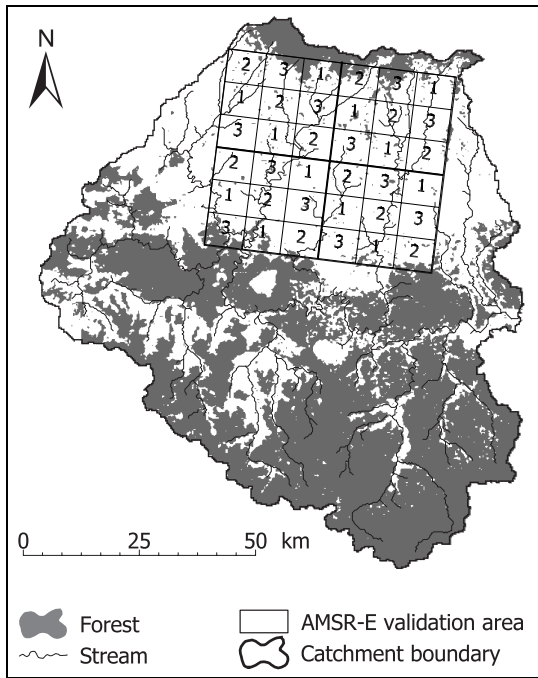 N
2 3 1 2 3 1
1 2 3 1 2 3
3 1 2 3 1 2
2 3 1 2 3 1
1 2 3 1 2 3
3 1 2 3 1 2
0 25 50 km
Forest AMSR-E validation area
Stream Catchment boundary